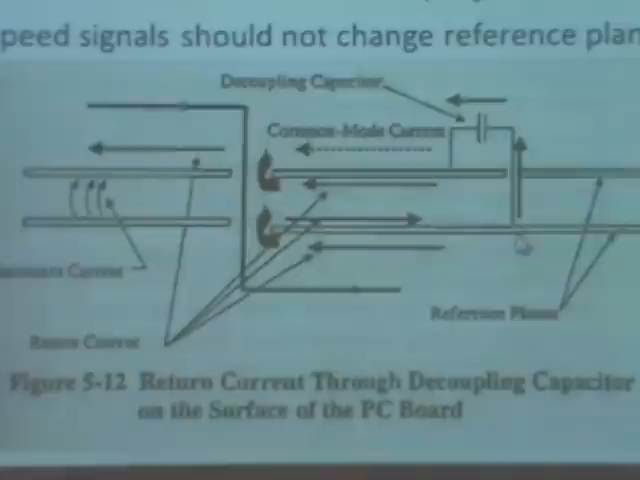 peed signals should not change reference plan
Decoupling Capacitor
Common-Mode Current
Current
Return Current
Reference Planes
Figure 5-12 Return Current Through Decoupling Capacitor
on the Surface of the PC Board